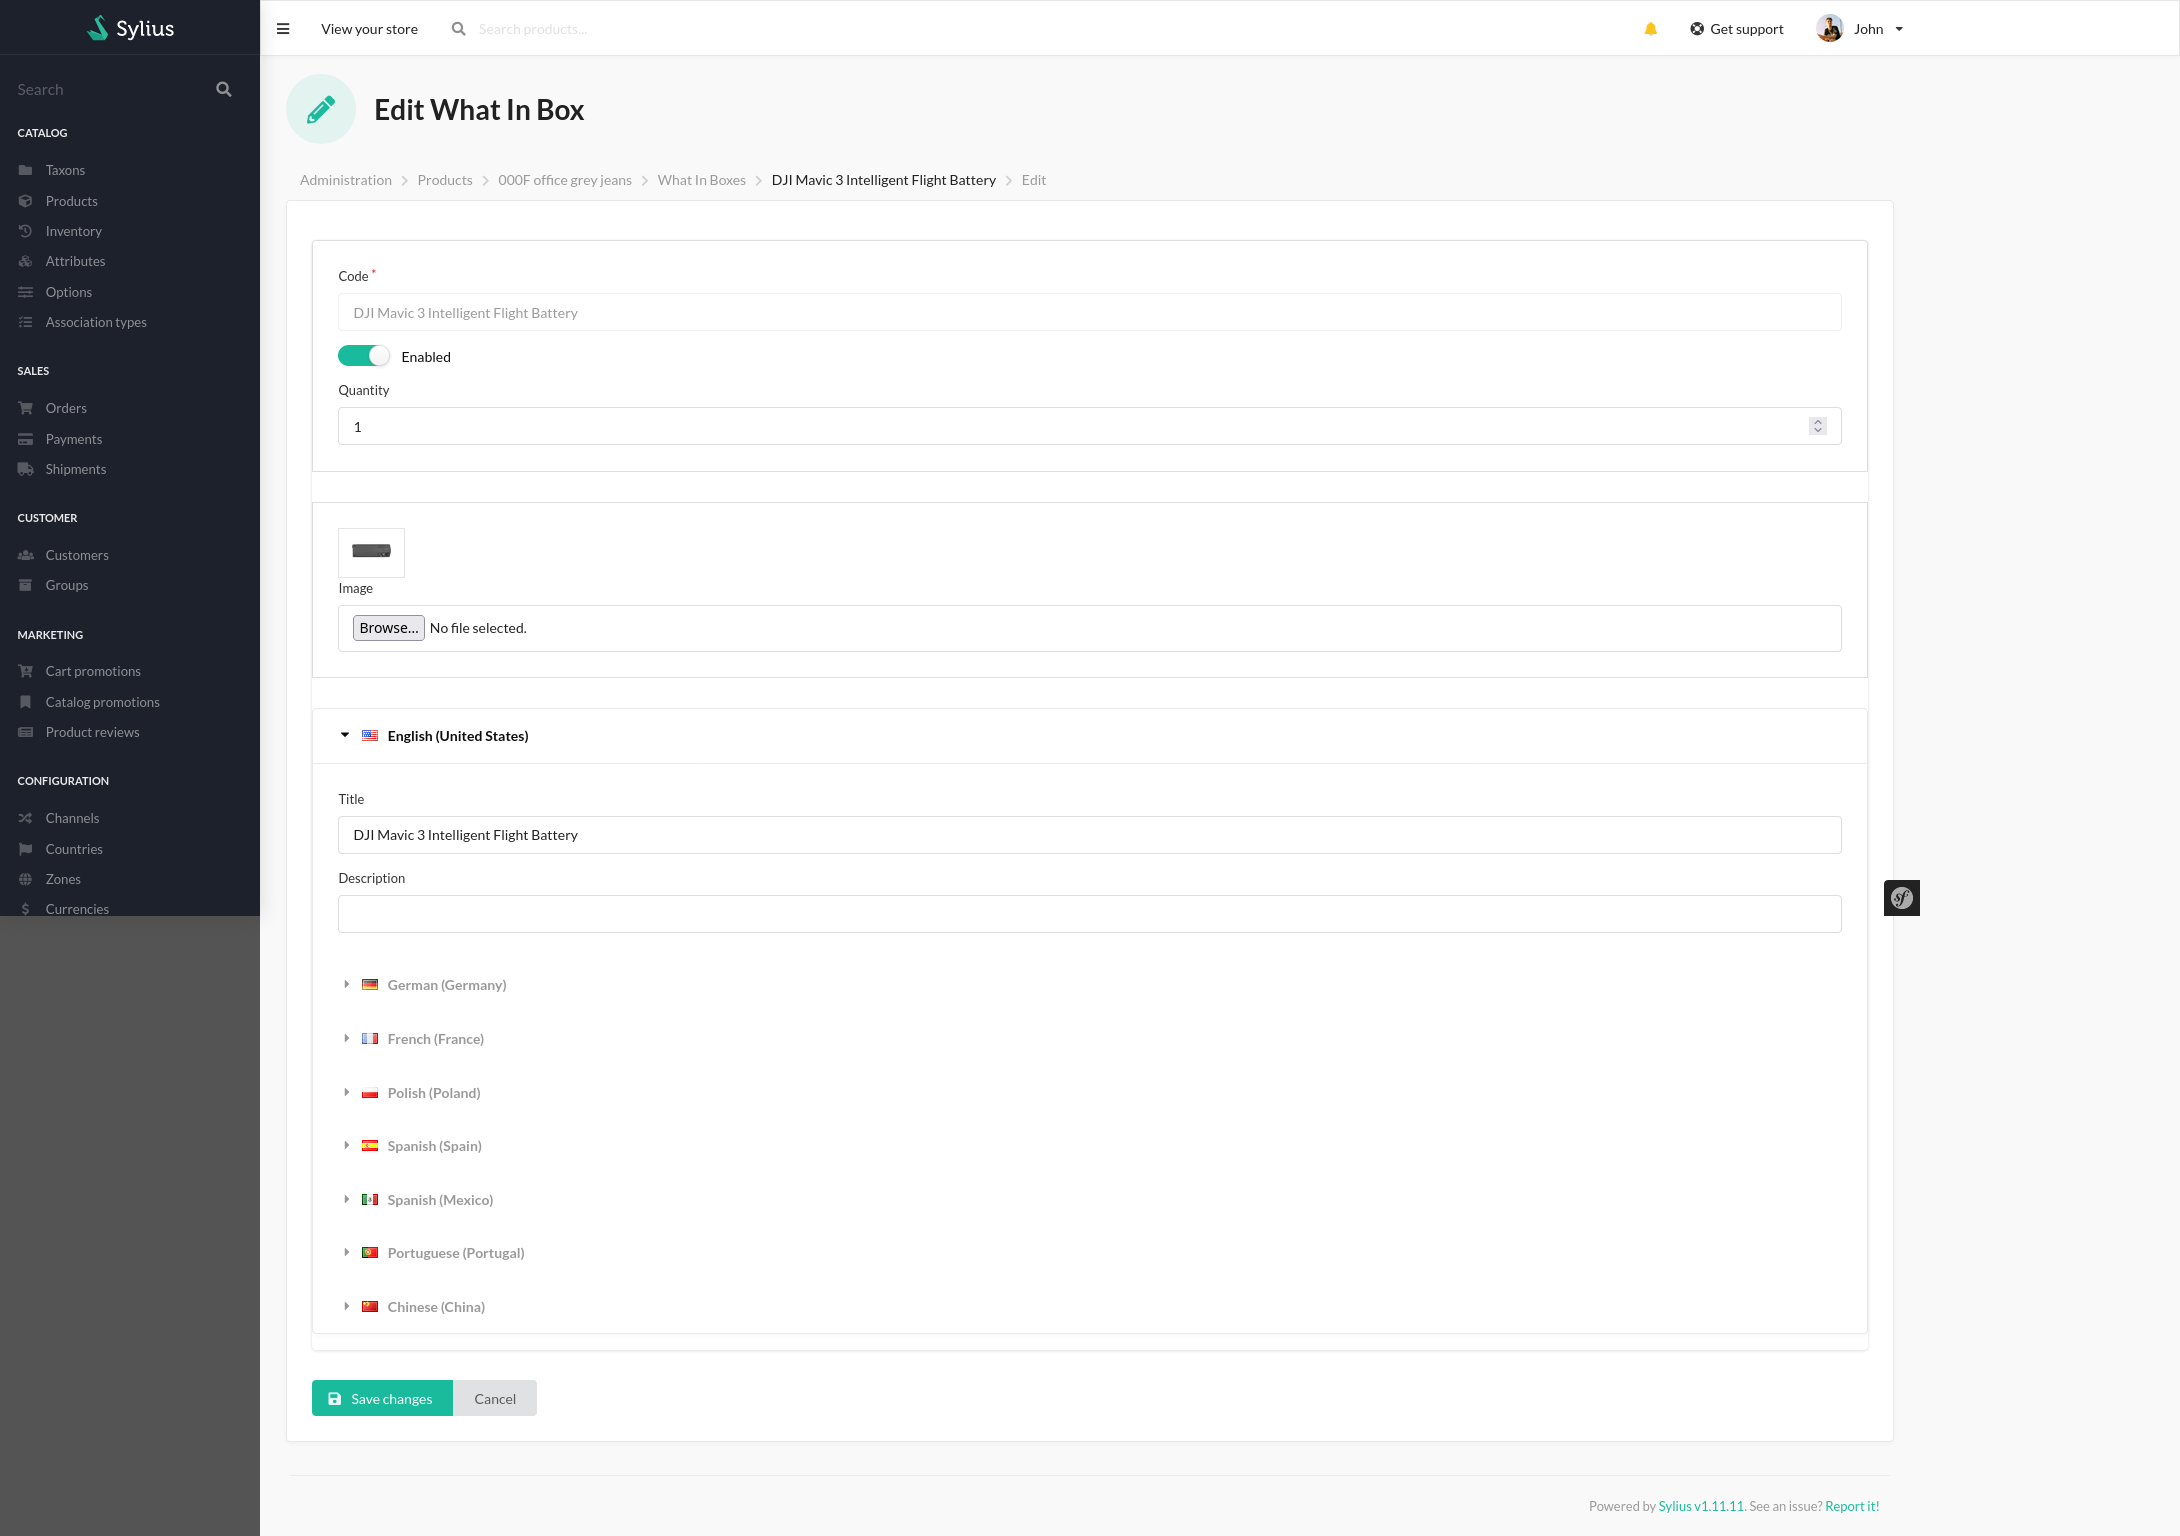 Sylius
View your store
Search products...
Get support
John
Search
CATALOG
Taxons
Products
Inventory
Attributes
Options
Association types
SALES
Orders
Payments
Shipments
CUSTOMER
Customers
Groups
MARKETING
Cart promotions
Catalog promotions
Product reviews
CONFIGURATION
Channels
Countries
Zones
Currencies
Edit What In Box
Administration
Products
000F office grey jeans
What In Boxes
DJI Mavic 3 Intelligent Flight Battery
Edit
Code *
DJI Mavic 3 Intelligent Flight Battery
Enabled
Quantity
1
Image
Browse... No file selected.
English (United States)
Title
DJI Mavic 3 Intelligent Flight Battery
Description
German (Germany)
French (France)
Polish (Poland)
Spanish (Spain)
Spanish (Mexico)
Portuguese (Portugal)
Chinese (China)
Save changes
Cancel
sf
Powered by Sylius v1.11.11. See an issue? Report it!